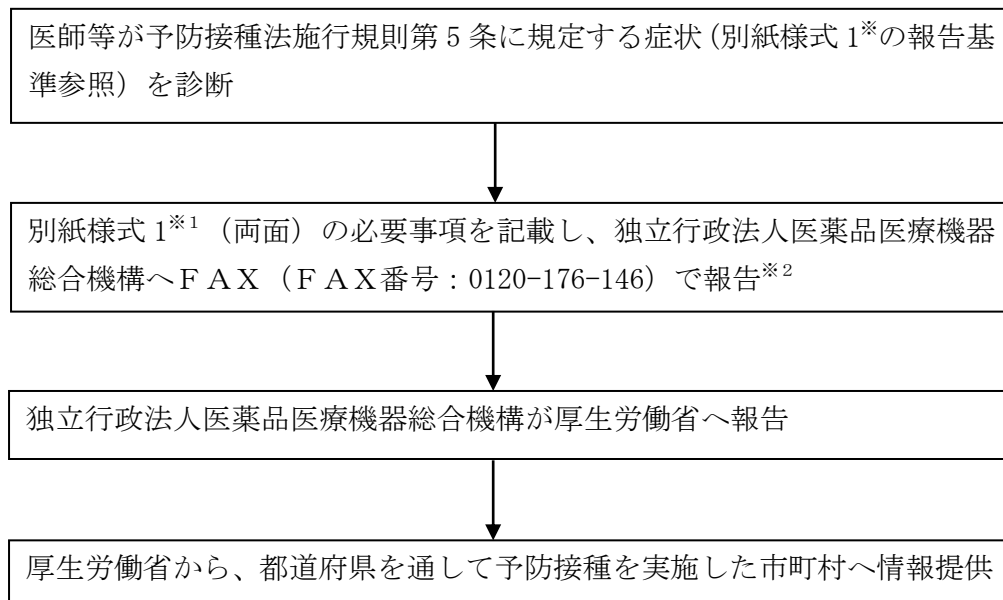 医師等が予防接種法施行規則第5条に規定する症状(別紙様式1※の報告基
準参照)を診断
別紙様式1※1(両面)の必要事項を記載し、独立行政法人医薬品医療機器
総合機構へFAX(FAX番号:0120-176-146)で報告※2
独立行政法人医薬品医療機器総合機構が厚生労働省へ報告
厚生労働省から、都道府県を通して予防接種を実施した市町村へ情報提供